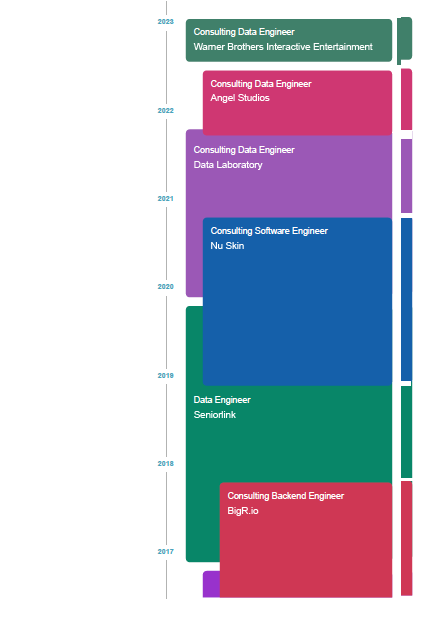 2023
Consulting Data Engineer
Warner Brothers Interactive Entertainment
Consulting Data Engineer
Angel Studios
2022
Consulting Data Engineer
Data Laboratory
2021
Consulting Software Engineer
Nu Skin
2020
2019
Data Engineer
Seniorlink
2018
Consulting Backend Engineer
BigR.io
2017